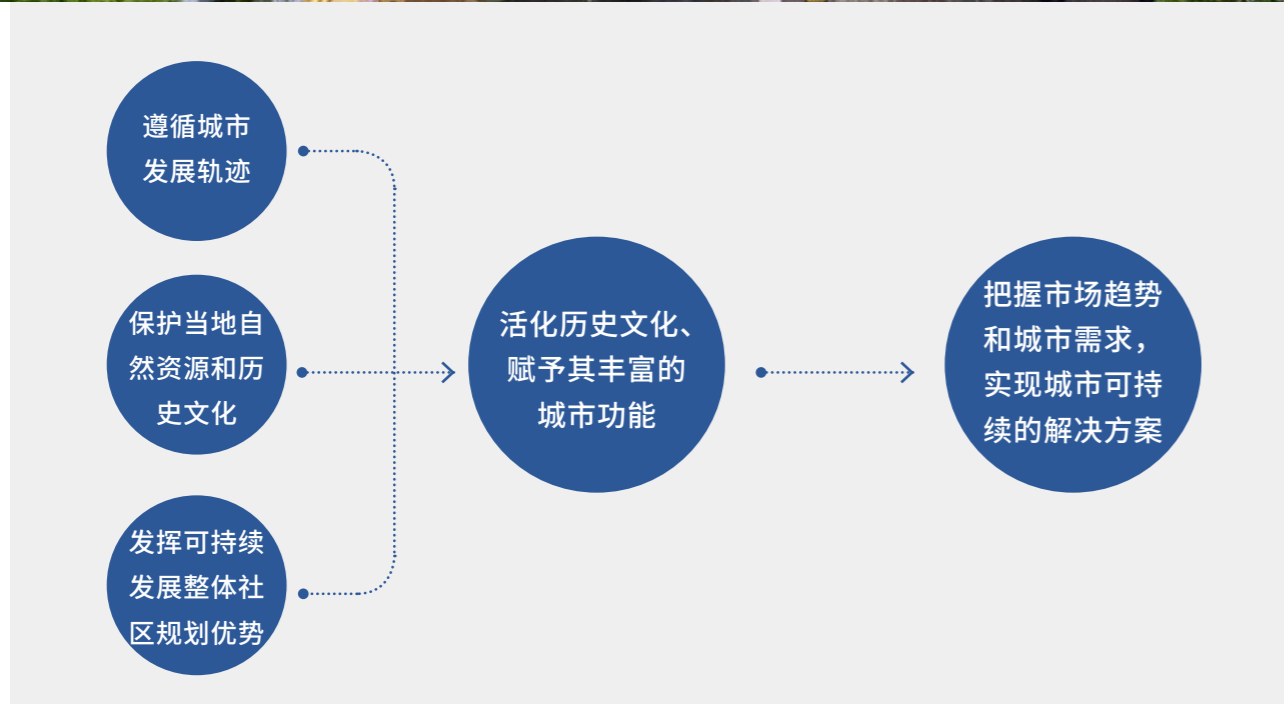 遵循城市
发展轨迹
保护当地自
然资源和历
史文化
发挥可持续
发展整体社
区规划优势
活化历史文化、
赋予其丰富的
城市功能
把握市场趋势
和城市需求，
实现城市可持
续的解决方案